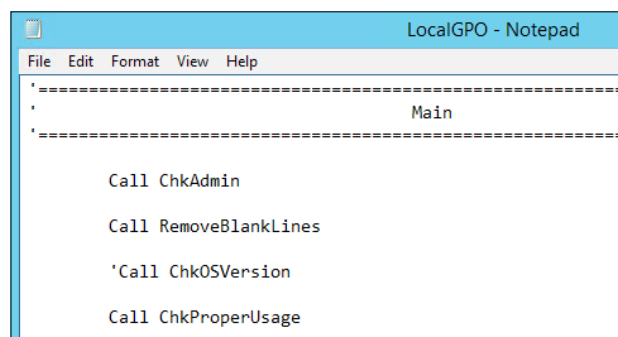 LocalGPO - Notepad
File Edit Format View Help
'=========================================================
' Main
'=========================================================
Call ChkAdmin
Call RemoveBlankLines
'Call ChkOSVersion
Call ChkProperUsage